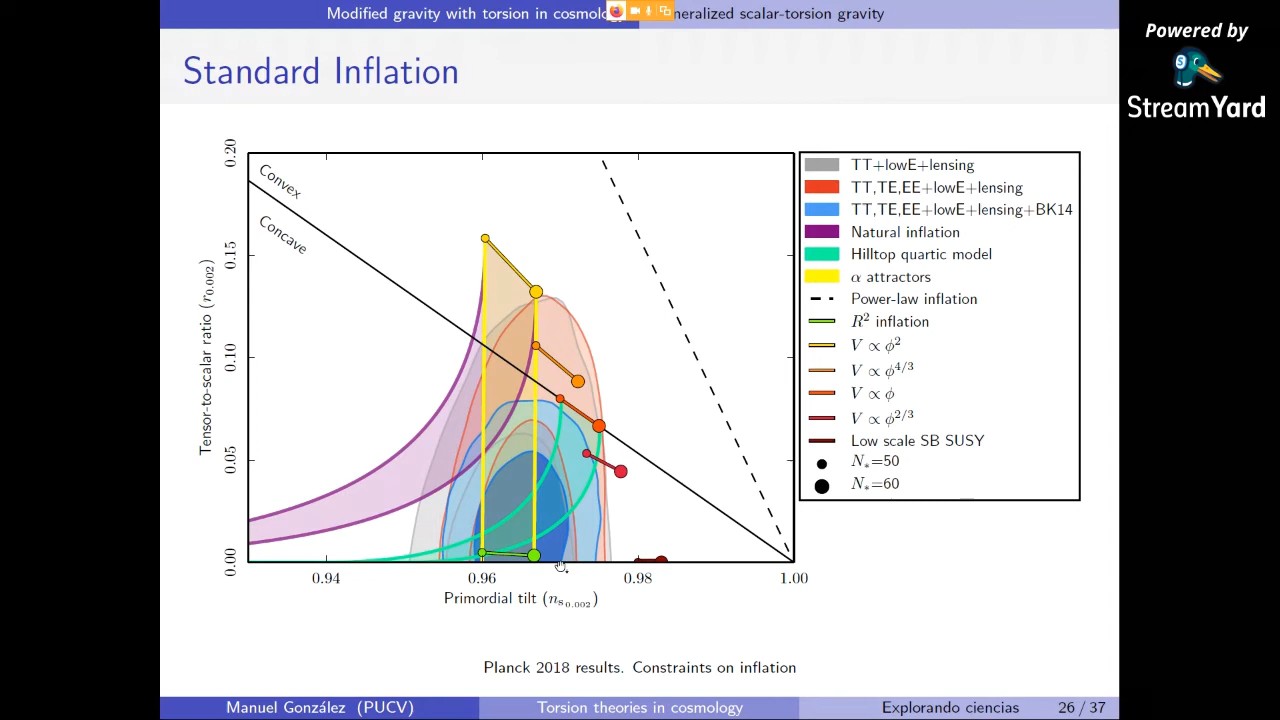 Modified gravity with torsion in cosmology
neralized scalar-torsion gravity
Powered by
StreamYard
Standard Inflation
Convex
Concave
0.20
0.15
0.10
0.05
0.00
Tensor-to-scalar ratio (r₀.₀₀₂)
0.94 0.96 0.98 1.00
Primordial tilt (nₛ ₀.₀₀₂)
TT+lowE+lensing
TT,TE,EE+lowE+lensing
TT,TE,EE+lowE+lensing+BK14
Natural inflation
Hilltop quartic model
α attractors
Power-law inflation
R² inflation
V ∝ ϕ²
V ∝ ϕ⁴/³
V ∝ ϕ
V ∝ ϕ²/³
Low scale SB SUSY
N*=50
N*=60
Planck 2018 results. Constraints on inflation
Manuel González (PUCV) Torsion theories in cosmology Explorando ciencias 26 / 37